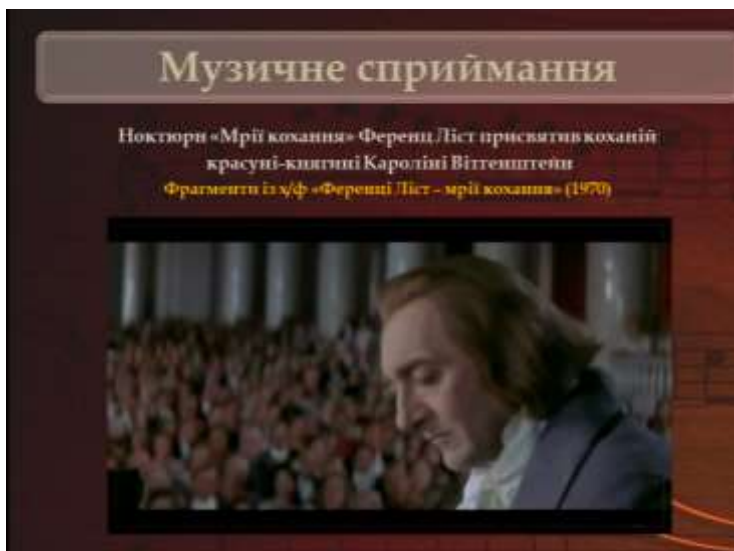 Музичне сприймання
Ноктюрн «Мрії кохання» Ференц Ліст присвятив коханій
красуні-княгині Кароліні Віттенштейн
Фрагменти із х/ф «Ференці Ліст – мрії кохання» (1970)